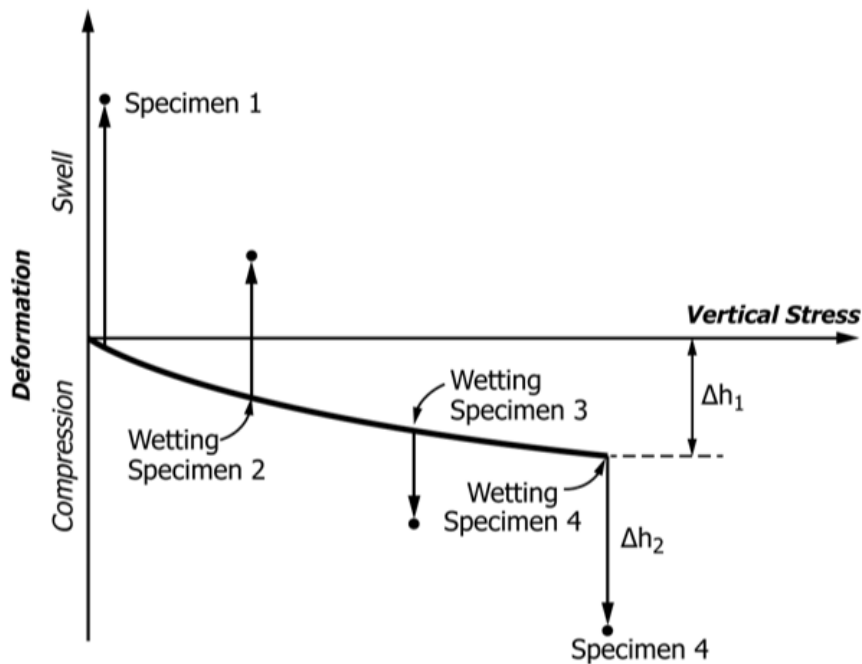 Specimen 1
Swell
Deformation
Vertical Stress
Compression
Wetting
Specimen 2
Wetting
Specimen 3
Δh₁
Wetting
Specimen 4
Δh₂
Specimen 4